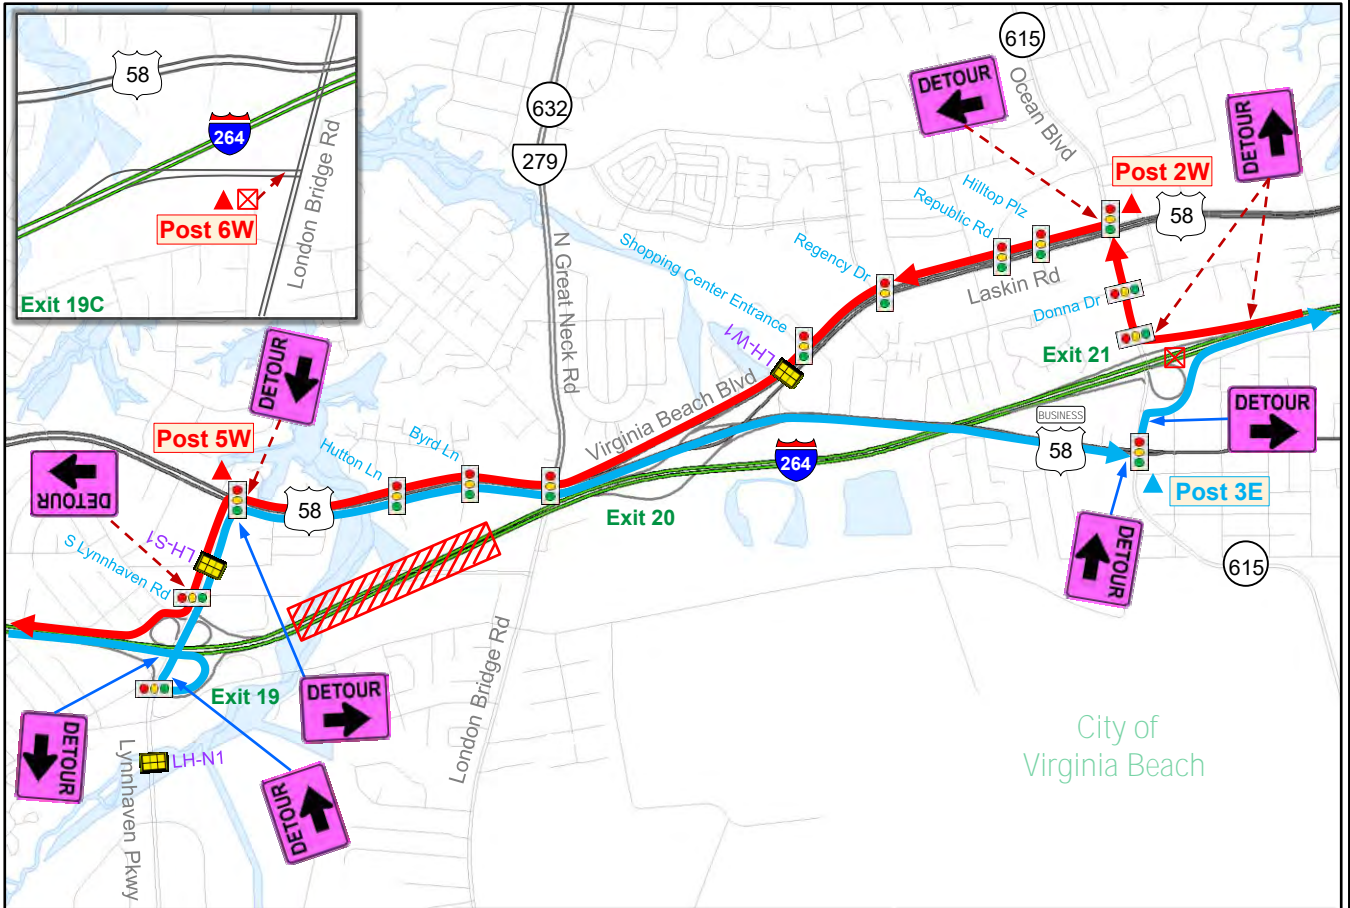 58
264
London Bridge Rd
Post 6W
Exit 19C
632
279
615
Ocean Blvd
DETOUR
DETOUR
Post 2W
58
Hilltop Plz
Republic Rd
Regency Dr
Shopping Center Entrance
N Great Neck Rd
Laskin Rd
Donna Dr
Exit 21
LH-W1
Virginia Beach Blvd
DETOUR
DETOUR
BUSINESS
58
Post 3E
DETOUR
615
264
Exit 20
Post 5W
Hutton Ln
Byrd Ln
58
DETOUR
LH-S1
S Lynnhaven Rd
Exit 19
DETOUR
DETOUR
DETOUR
LH-N1
Lynnhaven Pkwy
London Bridge Rd
City of
Virginia Beach